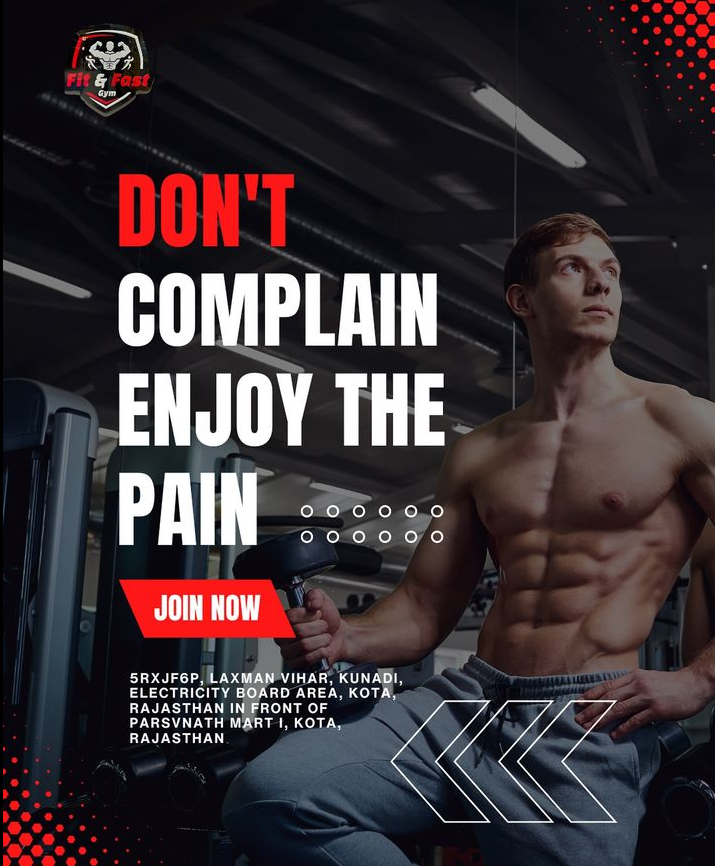 Fit & Fast
Gym
DON'T
COMPLAIN
ENJOY THE
PAIN
JOIN NOW
5RXJF6P, LAXMAN VIHAR, KUNADI,
ELECTRICITY BOARD AREA, KOTA,
RAJASTHAN IN FRONT OF
PARSVNATH MART I, KOTA,
RAJASTHAN